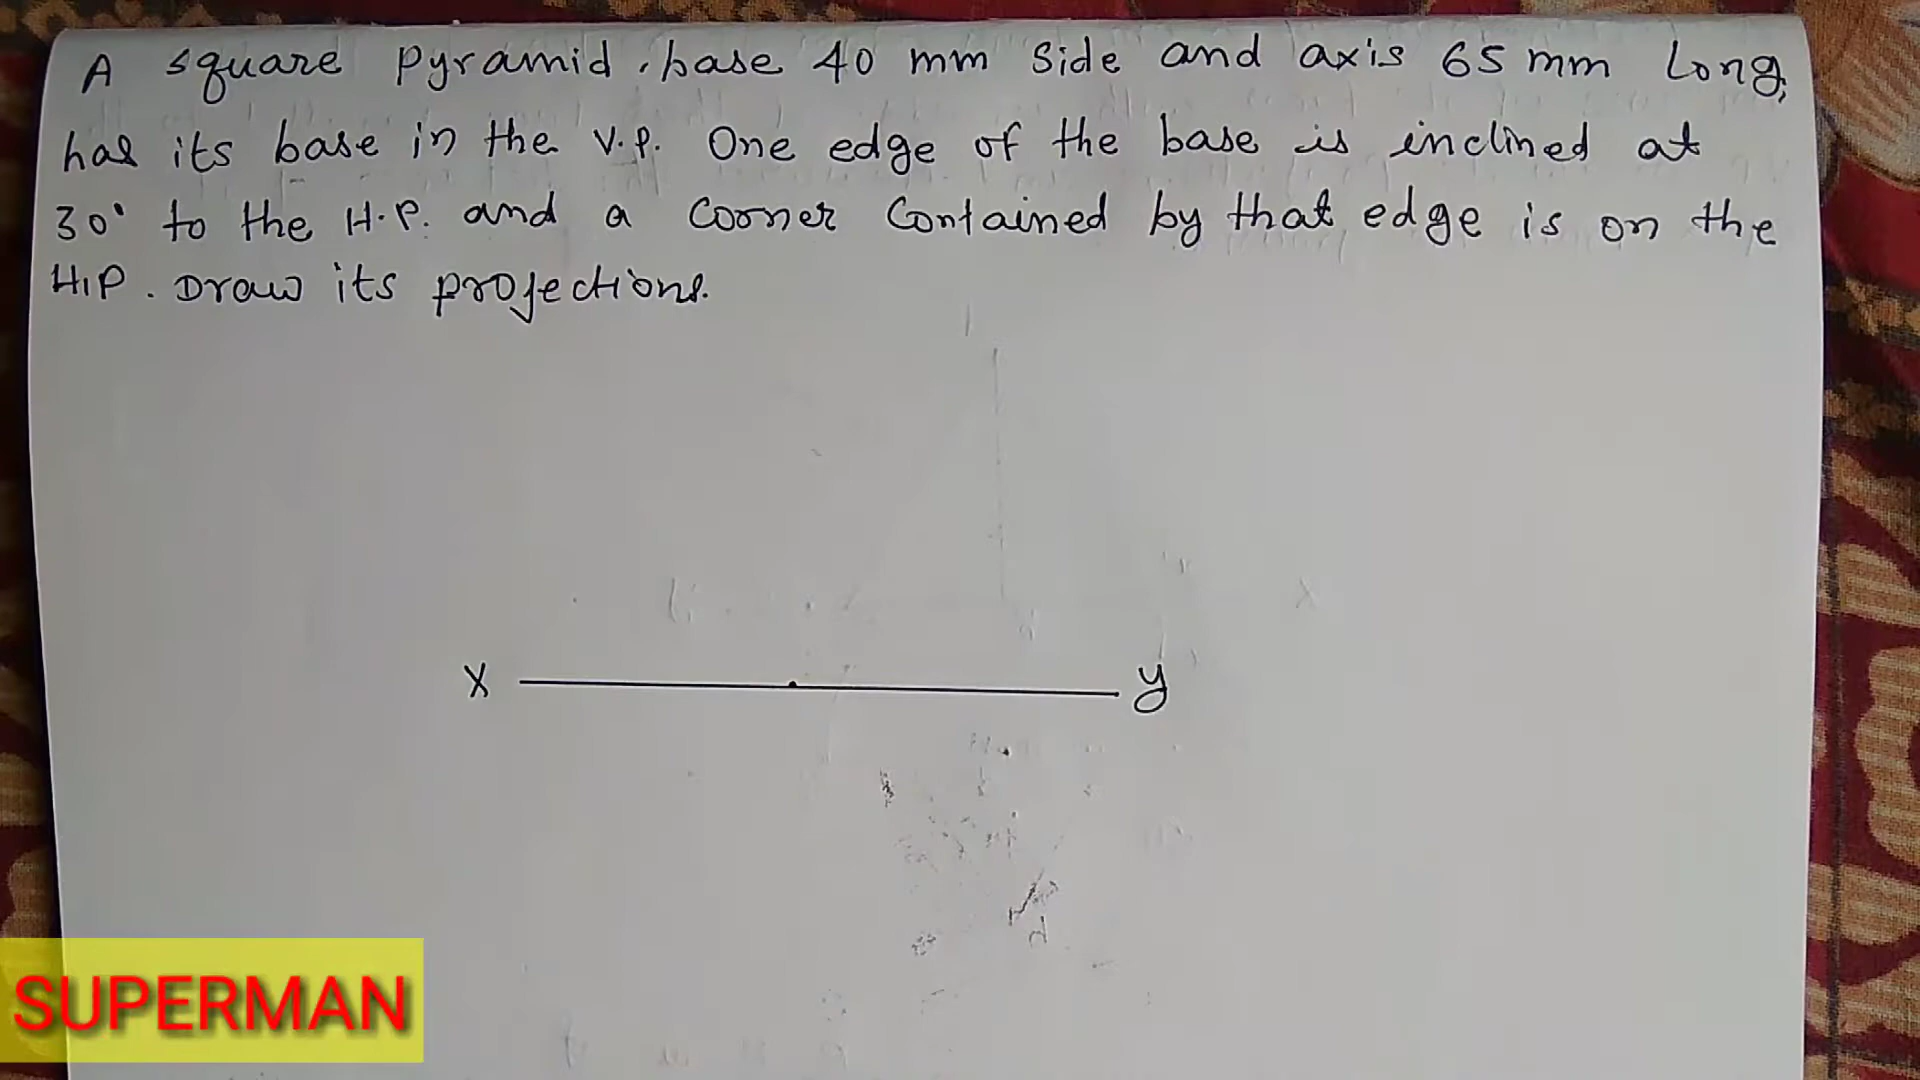 A square pyramid, base 40 mm side and axis 65 mm long,
has its base in the V.P. One edge of the base is inclined at
30° to the H.P. and a corner contained by that edge is on the
H.P. Draw its projections.
X y
d
SUPERMAN